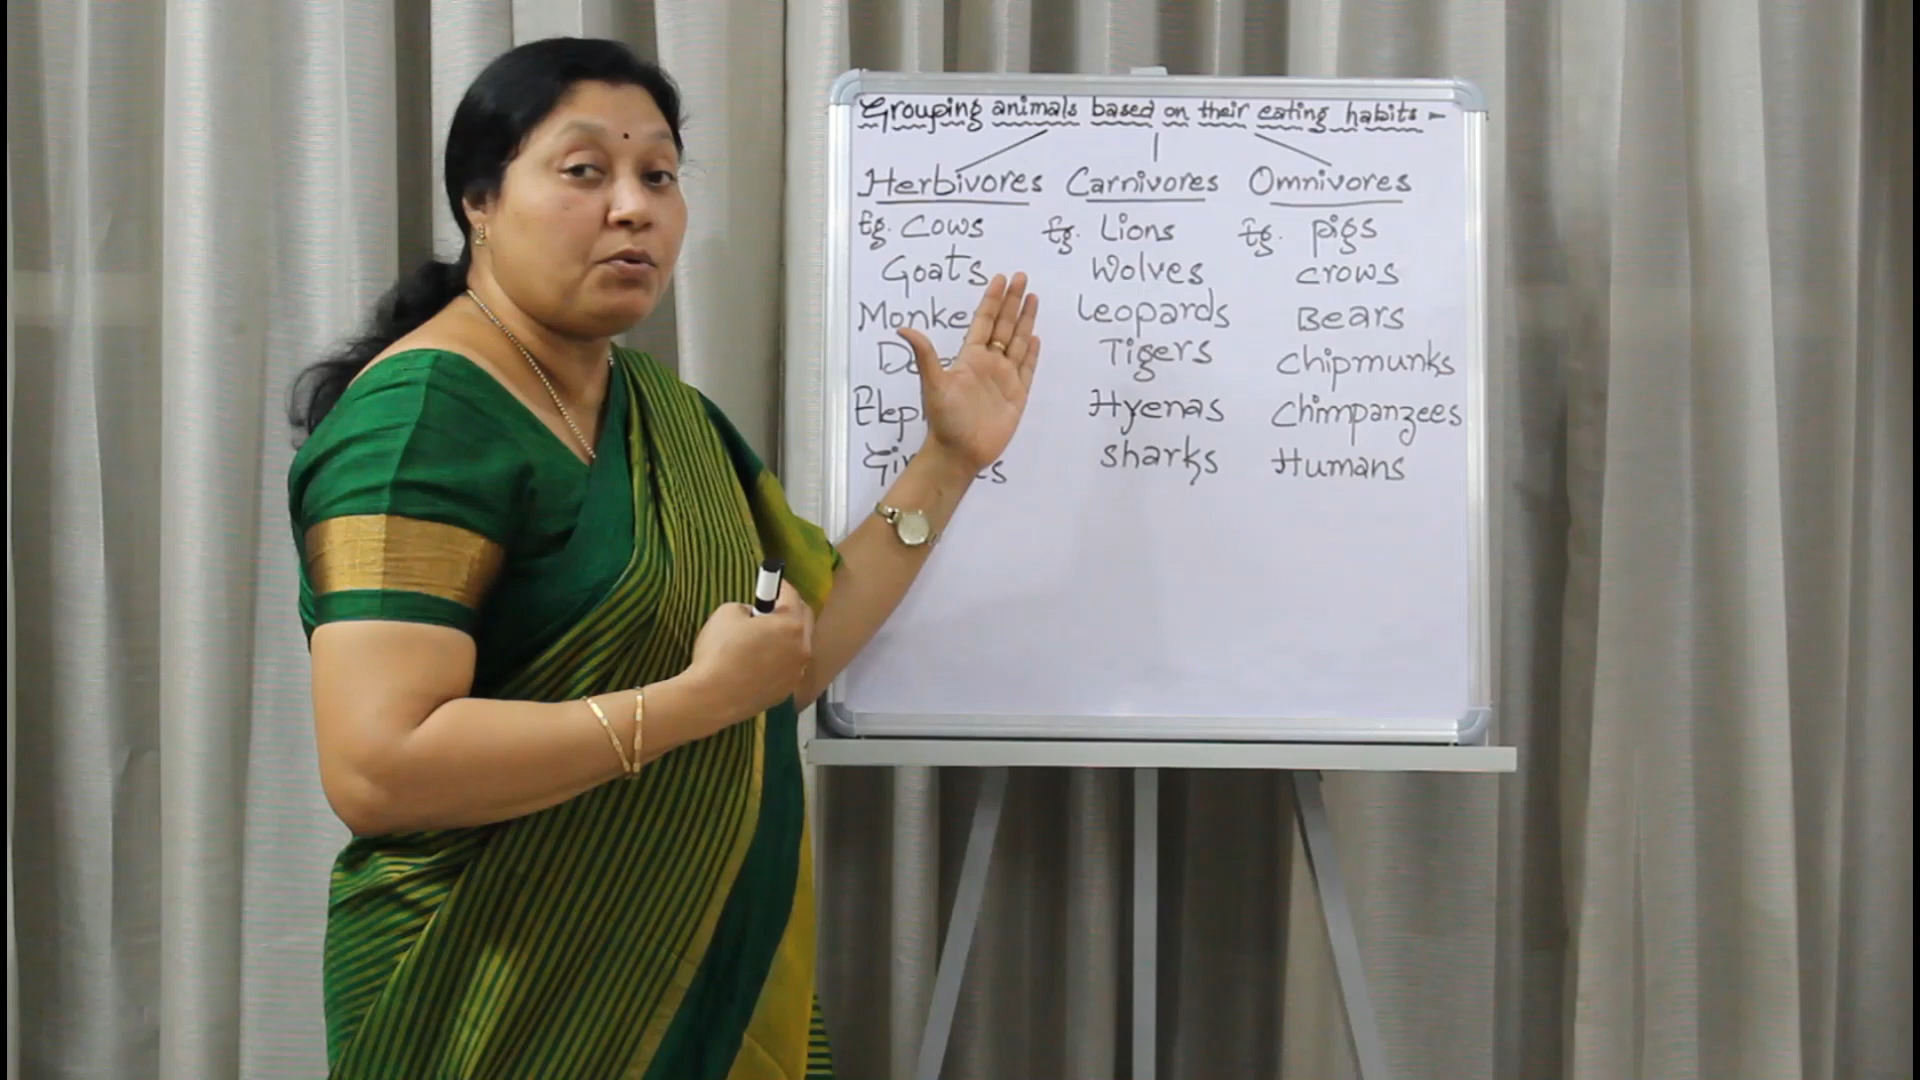 Grouping animals based on their eating habits -
Herbivores Carnivores Omnivores
Eg. Cows Eg. Lions Eg. Pigs
Goats Wolves Crows
Leopards Bears
Tigers Chipmunks
Hyenas Chimpanzees
Sharks Humans